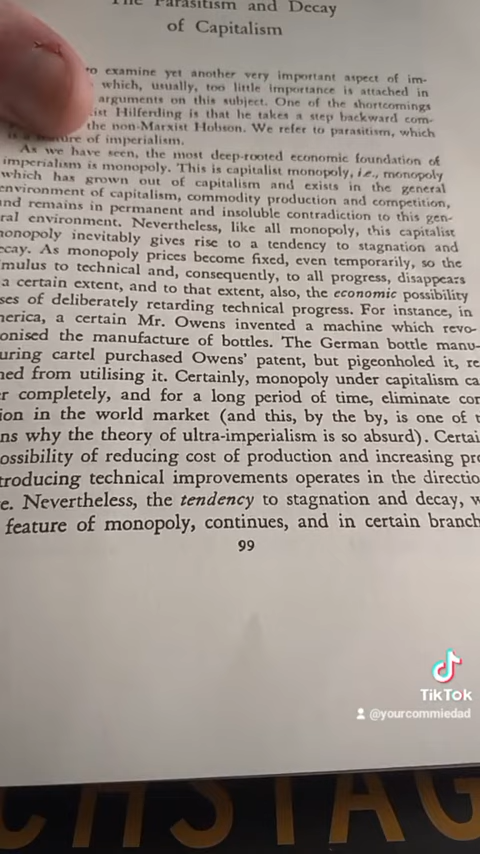 The Parasitism and Decay
of Capitalism
to examine yet another very important aspect of im-
which, usually, too little importance is attached in
arguments on this subject. One of the shortcomings
ist Hilferding is that he takes a step backward com-
the non-Marxist Hobson. We refer to parasitism, which
is a feature of imperialism.
As we have seen, the most deep-rooted economic foundation of
imperialism is monopoly. This is capitalist monopoly, i.e., monopoly
which has grown out of capitalism and exists in the general
environment of capitalism, commodity production and competition,
and remains in permanent and insoluble contradiction to this gen-
ral environment. Nevertheless, like all monopoly, this capitalist
monopoly inevitably gives rise to a tendency to stagnation and
ecay. As monopoly prices become fixed, even temporarily, so the
mulus to technical and, consequently, to all progress, disappears
a certain extent, and to that extent, also, the economic possibility
ses of deliberately retarding technical progress. For instance, in
merica, a certain Mr. Owens invented a machine which revo-
onised the manufacture of bottles. The German bottle manu-
uring cartel purchased Owens' patent, but pigeonholed it, re
ned from utilising it. Certainly, monopoly under capitalism ca
r completely, and for a long period of time, eliminate com
ion in the world market (and this, by the by, is one of t
ns why the theory of ultra-imperialism is so absurd). Certai
ossibility of reducing cost of production and increasing pro
troducing technical improvements operates in the directio
e. Nevertheless, the tendency to stagnation and decay, w
feature of monopoly, continues, and in certain branch
99
TikTok
@yourcommiedad
CHSTAG